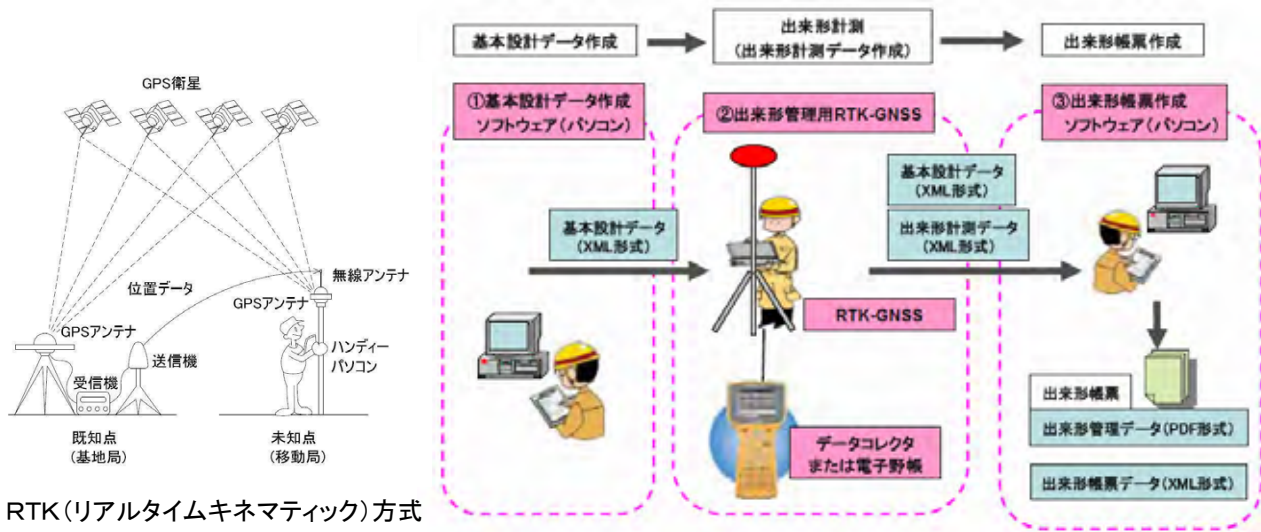 GPS衛星
位置データ
無線アンテナ
GPSアンテナ
GPSアンテナ
送信機
ハンディー
パソコン
受信機
既知点
(基地局)
未知点
(移動局)
RTK(リアルタイムキネマティック)方式
基本設計データ作成
出来形計測
(出来形計測データ作成)
出来形帳票作成
①基本設計データ作成
ソフトウェア(パソコン)
②出来形管理用RTK-GNSS
③出来形帳票作成
ソフトウェア(パソコン)
基本設計データ
(XML形式)
基本設計データ
(XML形式)
出来形計測データ
(XML形式)
RTK-GNSS
データコレクタ
または電子野帳
出来形帳票
出来形管理データ(PDF形式)
出来形帳票データ(XML形式)